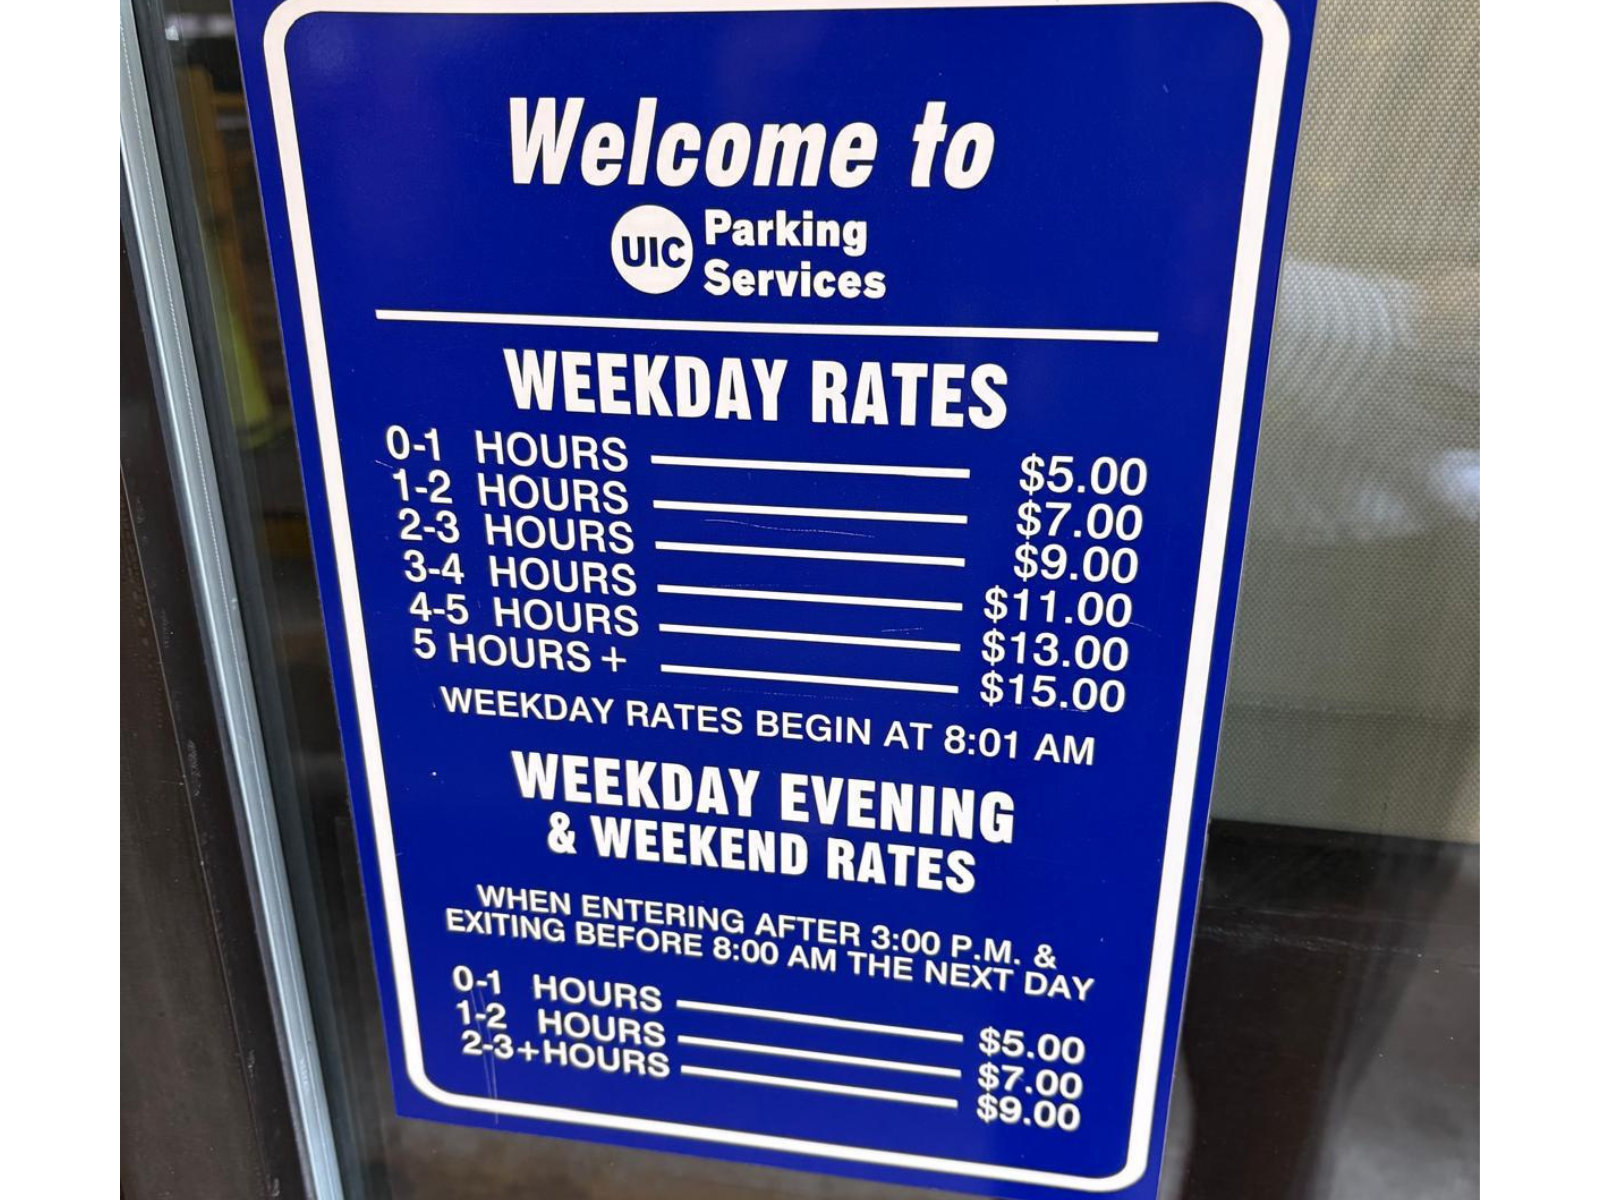 Welcome to
UIC Parking
Services
WEEKDAY RATES
0-1 HOURS $5.00
1-2 HOURS $7.00
2-3 HOURS $9.00
3-4 HOURS $11.00
4-5 HOURS $13.00
5 HOURS + $15.00
WEEKDAY RATES BEGIN AT 8:01 AM
WEEKDAY EVENING
& WEEKEND RATES
WHEN ENTERING AFTER 3:00 P.M. &
EXITING BEFORE 8:00 AM THE NEXT DAY
0-1 HOURS $5.00
1-2 HOURS $7.00
2-3+HOURS $9.00